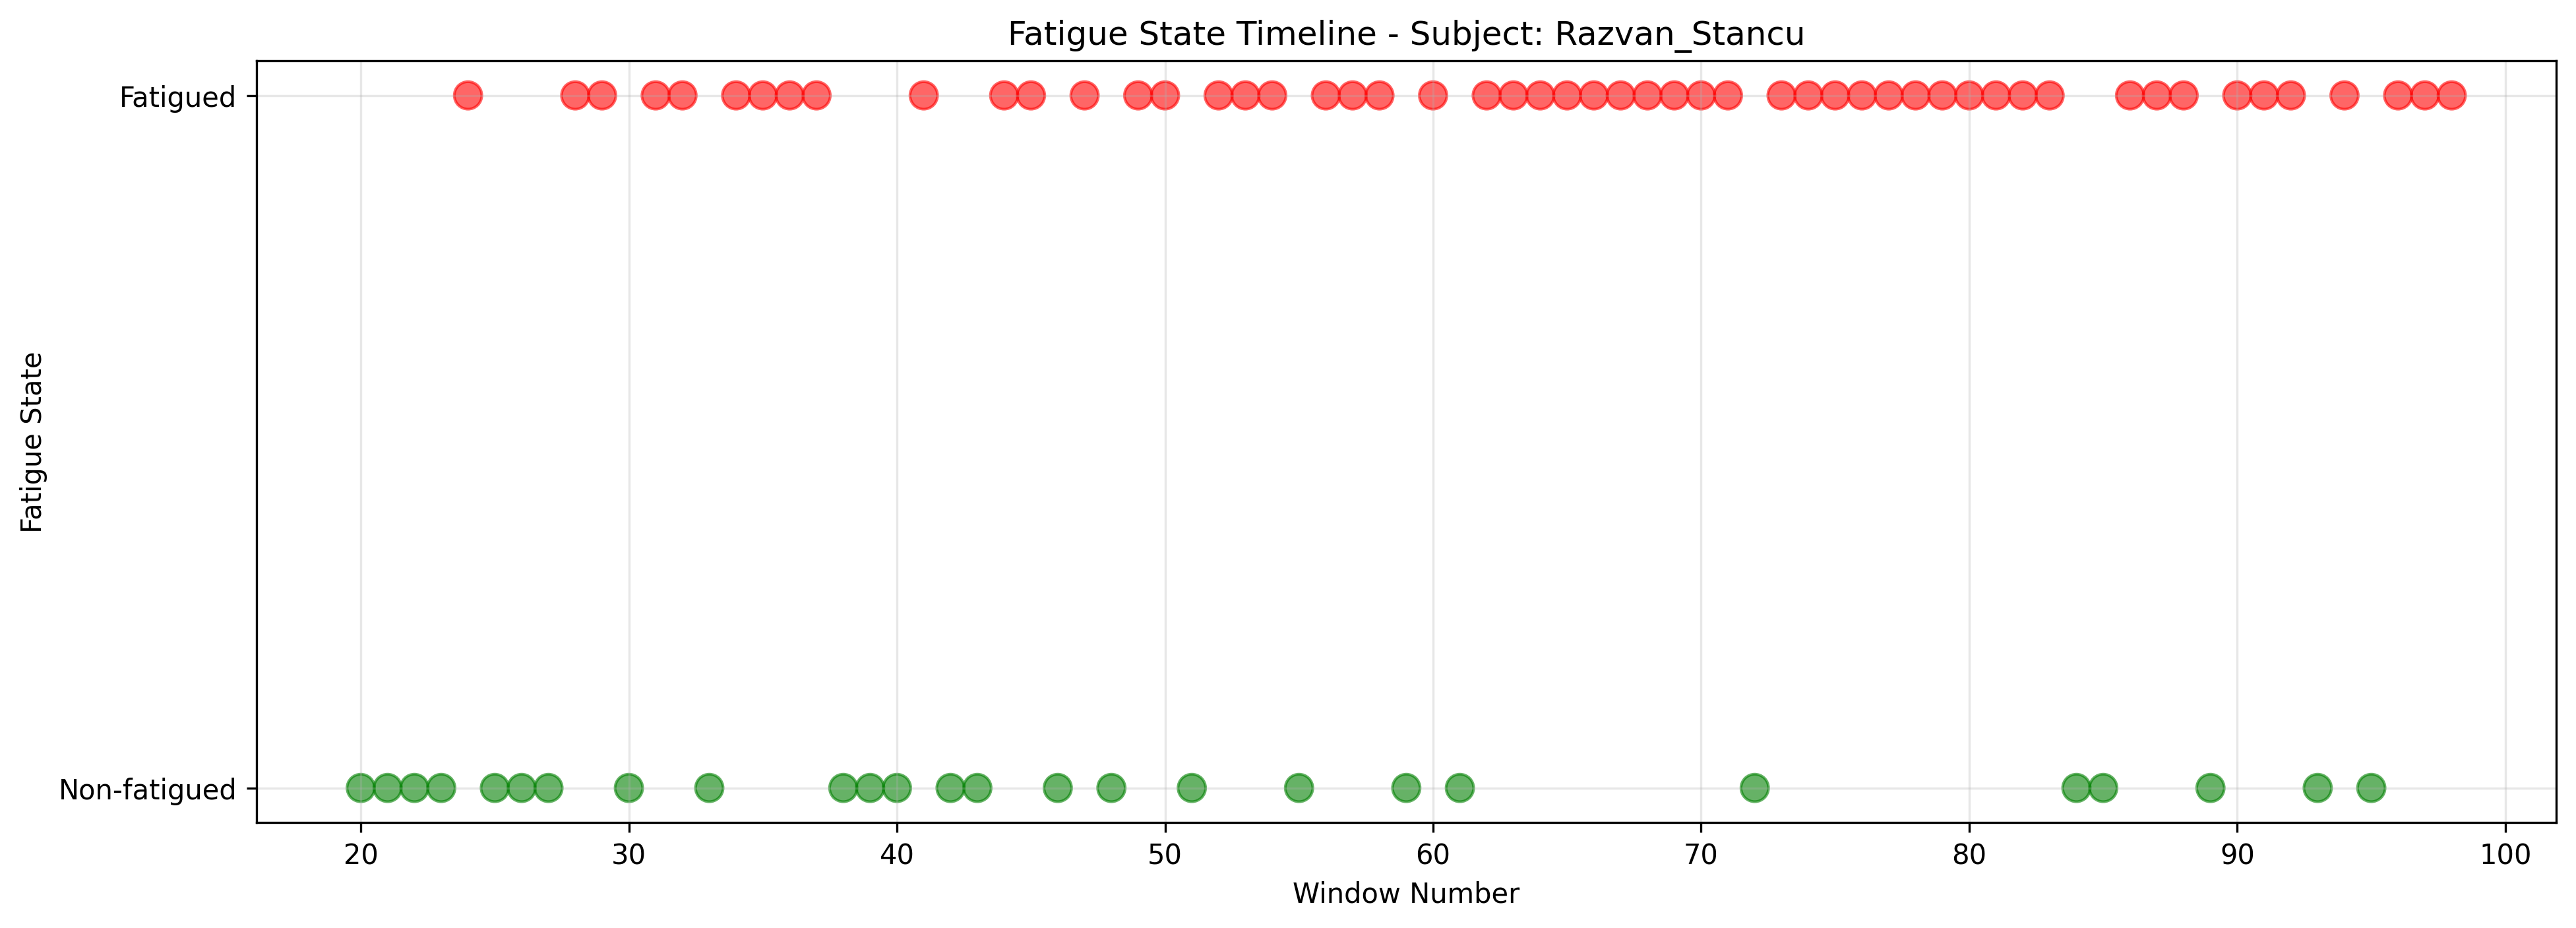 Fatigue State Timeline - Subject: Razvan_Stancu
Fatigued
Fatigue State
Non-fatigued
20 30 40 50 60 70 80 90 100
Window Number